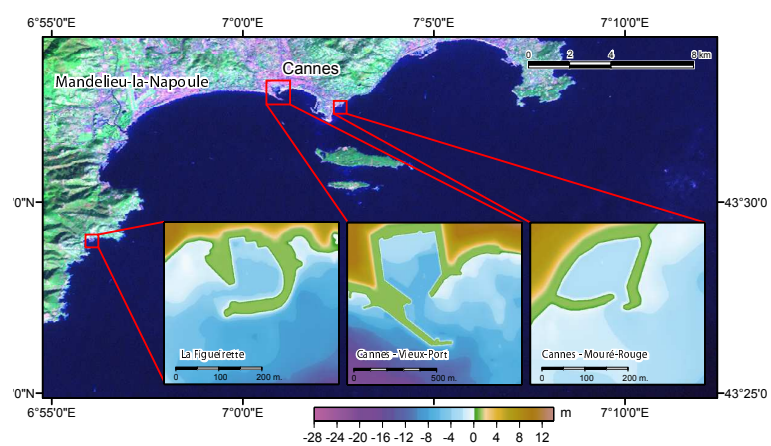 6°55'0"E 7°00'0"E 7°5'0"E 7°10'0"E
0 2 4 8 km
Cannes
Mandelieu-la-Napoule
0"N 43°30'0
La Figueirette
0 100 200 m.
Cannes - Vieux-Port
0 500 m.
Cannes - Mouré-Rouge
0 100 200 m.
0"N 43°25'0
6°55'0"E 7°00'0"E 7°5'0"E 7°10'0"E
m
-28 -24 -20 -16 -12 -8 -4 0 4 8 12